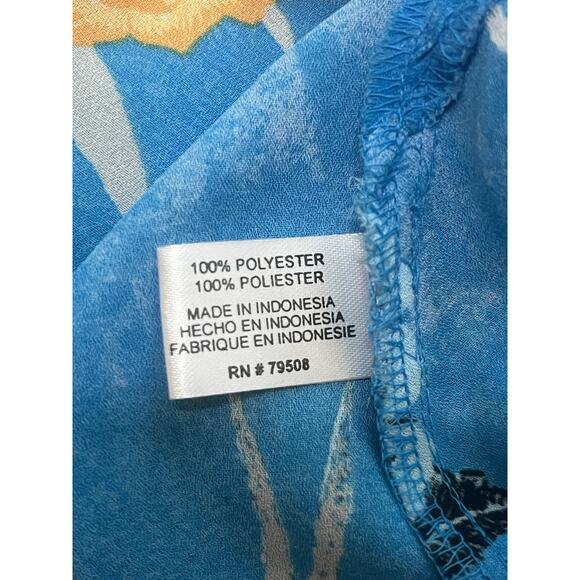 100% POLYESTER
100% POLIESTER
MADE IN INDONESIA
HECHO EN INDONESIA
FABRIQUE EN INDONESIE
RN # 79508